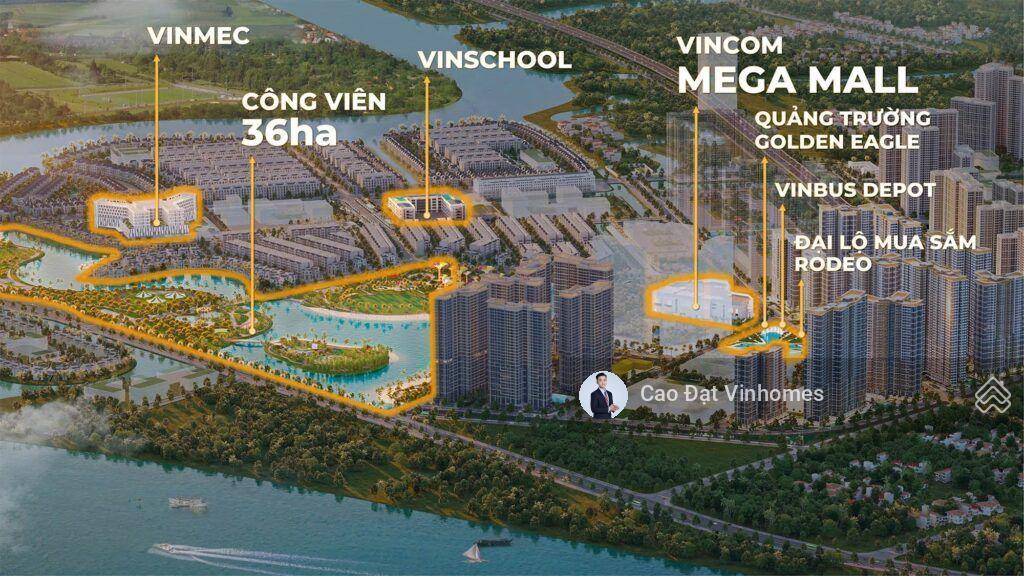 VINMEC
CÔNG VIÊN
36ha
VINSCHOOL
VINCOM
MEGA MALL
QUẢNG TRƯỜNG
GOLDEN EAGLE
VINBUS DEPOT
ĐẠI LỘ MUA SẮM
RODEO
Cao Đạt Vinhomes